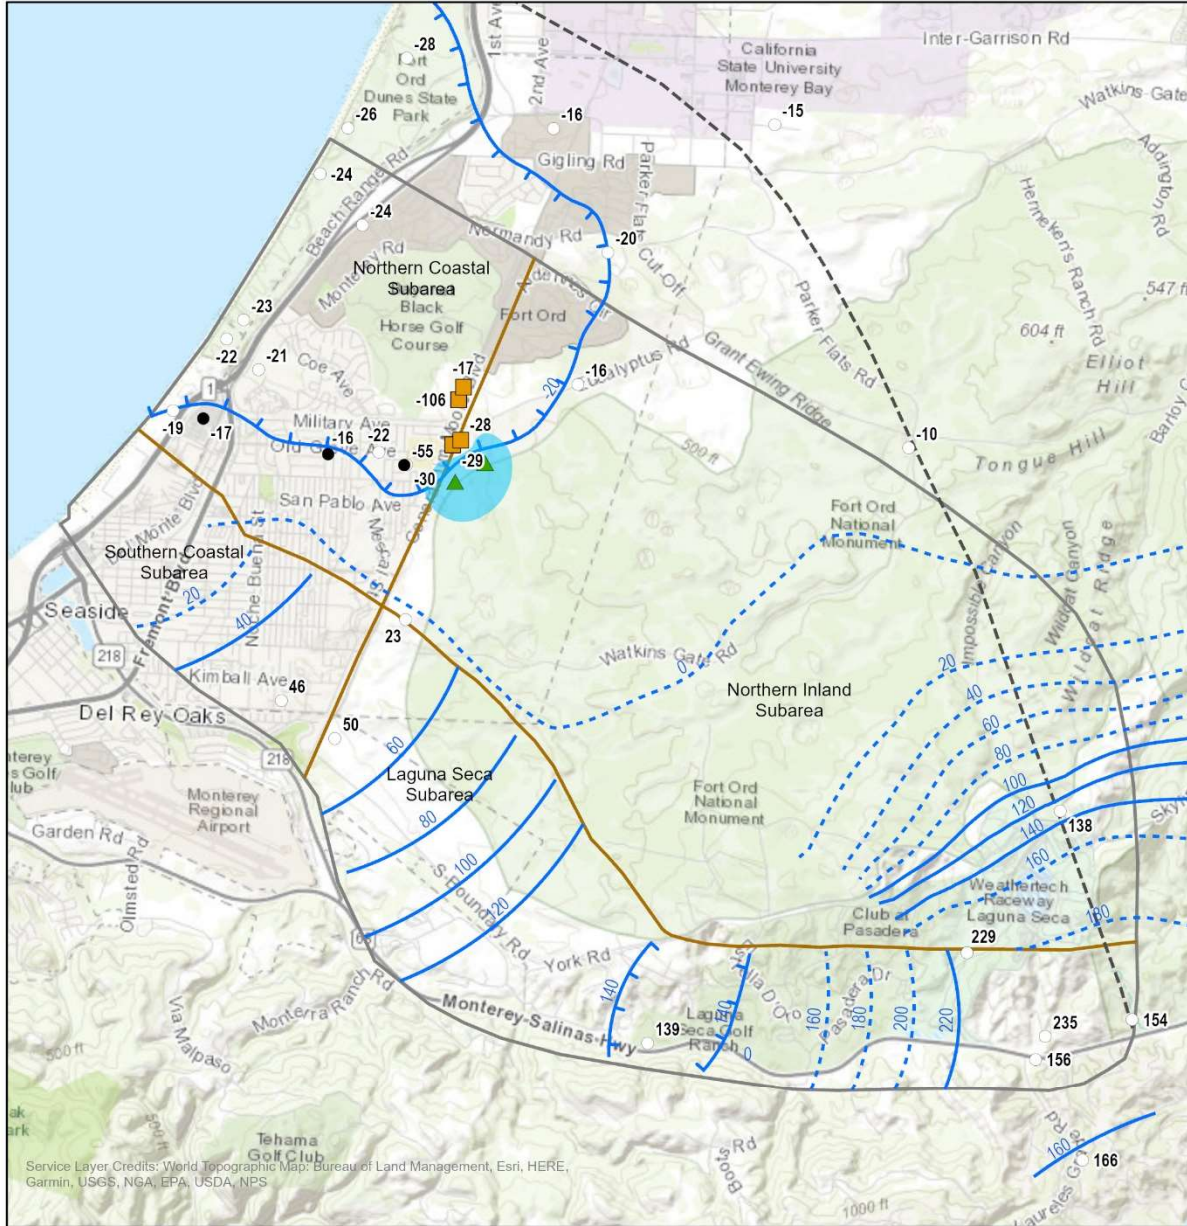 -28
Fort
Ord
Dunes State
Park
1st Ave
2nd Ave
Inter-Garrison Rd
California
State University
Monterey Bay
Watkins Gate
Addington
Rd
-26
-16
-15
Gigling Rd
-24
Beach Range Rd
Parker Flats
Cut-Off
Hennekens Ranch Rd
-24
Normandy Rd
-20
Monterey Rd
Northern Coastal
Subarea
Black
Horse Golf
Course
Fort Ord
Parker Flats Rd
547 ft
604 ft
Elliot
Hill
-23
-22
-21
Coe Ave
-17
-16
Eucalyptus Rd
Grant Ewing Ridge
-20
1
-106
Military Ave
-19
-17
-16
-22
-28
-55
-29
-30
500 ft
-10
Tongue Hill
San Pablo Ave
Fort Ord
National
Monument
Impossible Canyon
Wildcat Canyon
Wildcat Ridge
Southern Coastal
Subarea
Noche Buena St
Mescal St
Fremont Blvd
Seaside
20
40
218
23
Watkins Gate Rd
0
20
Kimball Ave
46
Northern Inland
Subarea
40
Del Rey Oaks
50
60
60
218
80
Laguna Seca
Subarea
Monterey
Regional
Airport
Fort Ord
National
Monument
100
120
140
138
80
Garden Rd
Olmsted Rd
160
100
S Boundary Rd
120
Weathertech
Raceway
Laguna Seca
Club at
Pasadera
180
68
229
York Rd
Monterra Ranch
Rd
Via Malpaso
Monterey-Salinas Hwy
140
140
Pasadera Dr
160
180
200
220
Laguna
Seca Golf
Ranch
139
0
235
154
156
500 ft
500 ft
Tehama
Golf Club
Boots Rd
160
166
1000 ft
Service Layer Credits: World Topographic Map: Bureau of Land Management, Esri, HERE,
Garmin, USGS, NGA, EPA, USDA, NPS